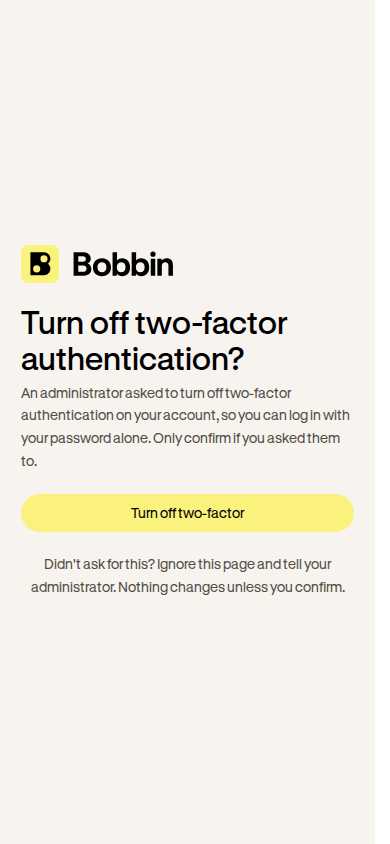 B Bobbin
Turn off two-factor
authentication?
An administrator asked to turn off two-factor
authentication on your account, so you can log in with
your password alone. Only confirm if you asked them
to.
Turn off two-factor
Didn't ask for this? Ignore this page and tell your
administrator. Nothing changes unless you confirm.